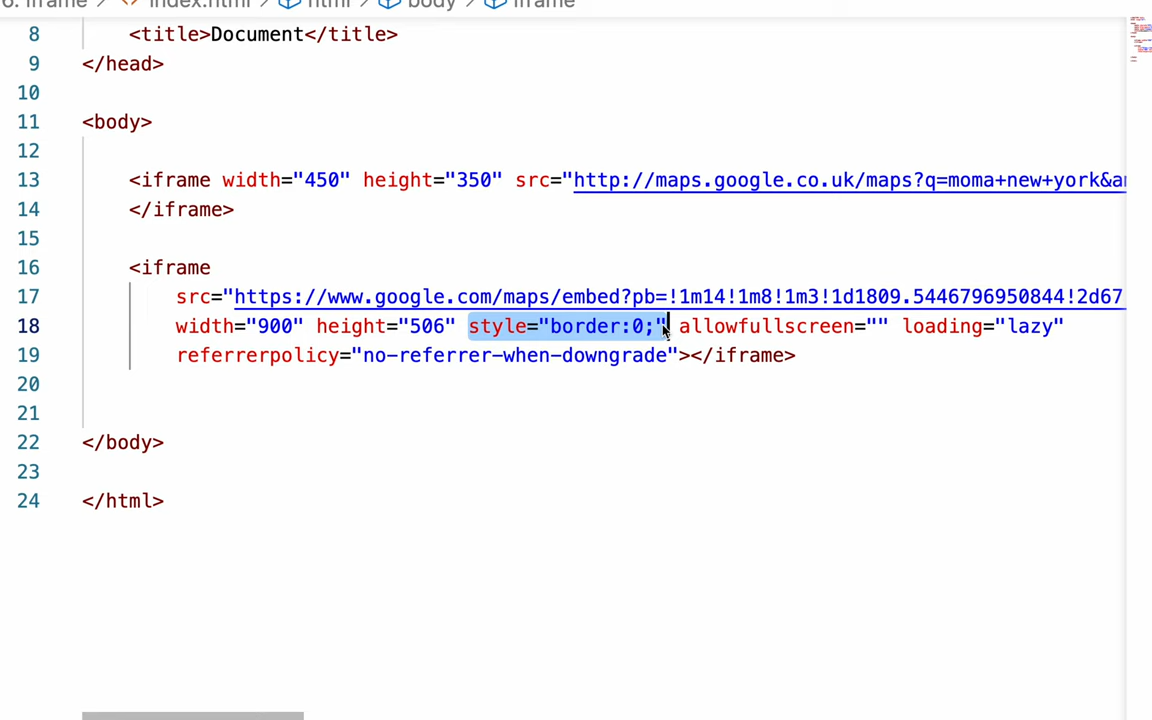 6. iframe > index.html > html > body > iframe
8 <title>Document</title>
9 </head>
10
11 <body>
12
13 <iframe width="450" height="350" src="http://maps.google.co.uk/maps?q=moma+new+york&a
14 </iframe>
15
16 <iframe
17 src="https://www.google.com/maps/embed?pb=!1m14!1m8!1m3!1d1809.5446796950844!2d67
18 width="900" height="506" style="border:0;" allowfullscreen="" loading="lazy"
19 referrerpolicy="no-referrer-when-downgrade"></iframe>
20
21
22 </body>
23
24 </html>